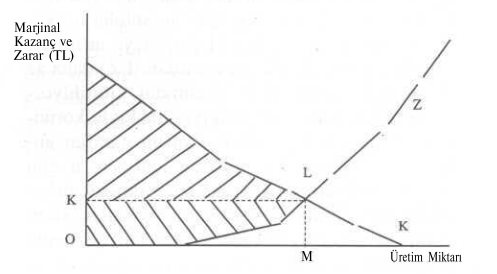 Marjinal
Kazanç ve
Zarar (TL)
Z
L
K
K
O
M
Üretim Miktarı